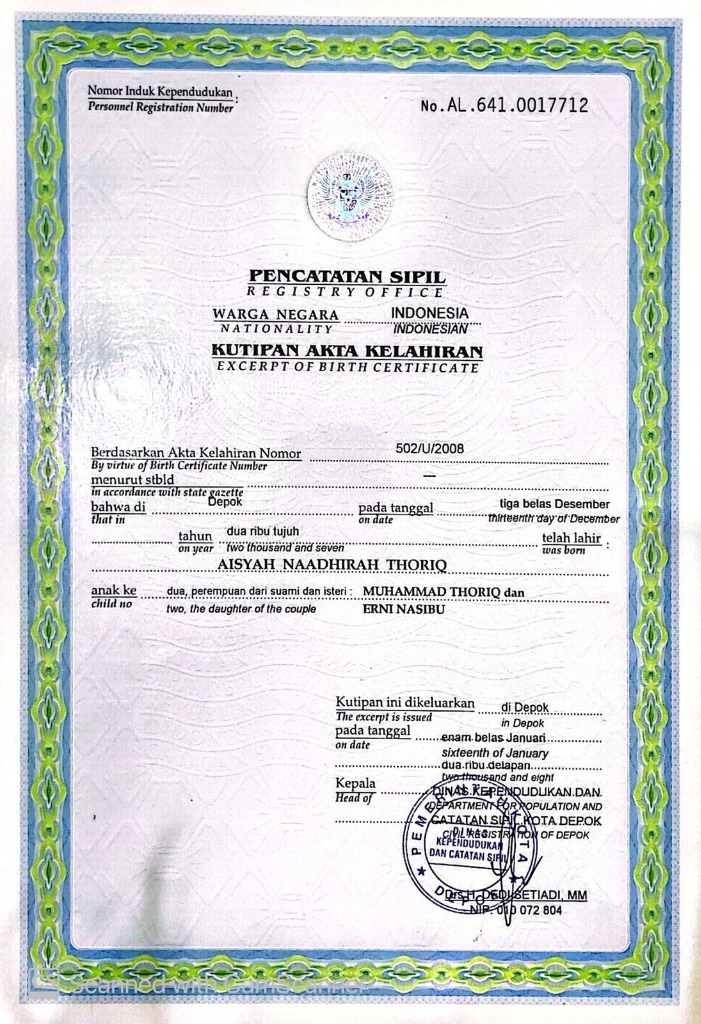 Nomor Induk Kependudukan :
Personnel Registration Number
No.AL.641.0017712
PENCATATAN SIPIL
REGISTRY OFFICE
WARGA NEGARA INDONESIA
NATIONALITY INDONESIAN
KUTIPAN AKTA KELAHIRAN
EXCERPT OF BIRTH CERTIFICATE
Berdasarkan Akta Kelahiran Nomor 502/U/2008
By virtue of Birth Certificate Number
menurut stbld —
in accordance with state gazette
bahwa di Depok pada tanggal tiga belas Desember
that in on date thirteenth day of December
tahun dua ribu tujuh telah lahir :
on year two thousand and seven was born
AISYAH NAADHIRAH THORIQ
anak ke dua, perempuan dari suami dan isteri : MUHAMMAD THORIQ dan
child no two, the daughter of the couple ERNI NASIBU
Kutipan ini dikeluarkan di Depok
The excerpt is issued in Depok
pada tanggal enam belas Januari
on date sixteenth of January
dua ribu delapan
two thousand and eight
Kepala DINAS KEPENDUDUKAN DAN
Head of DEPARTMENT FOR POPULATION AND
CATATAN SIPIL KOTA DEPOK
CIVIL REGISTRATION OF DEPOK
PEMERINTAH KOTA
DINAS
KEPENDUDUKAN
DAN CATATAN SIPIL
DEPOK
Drs.H. DEDI SETIADI, MM
NIP. 010 072 804
Scanned with CamScanner